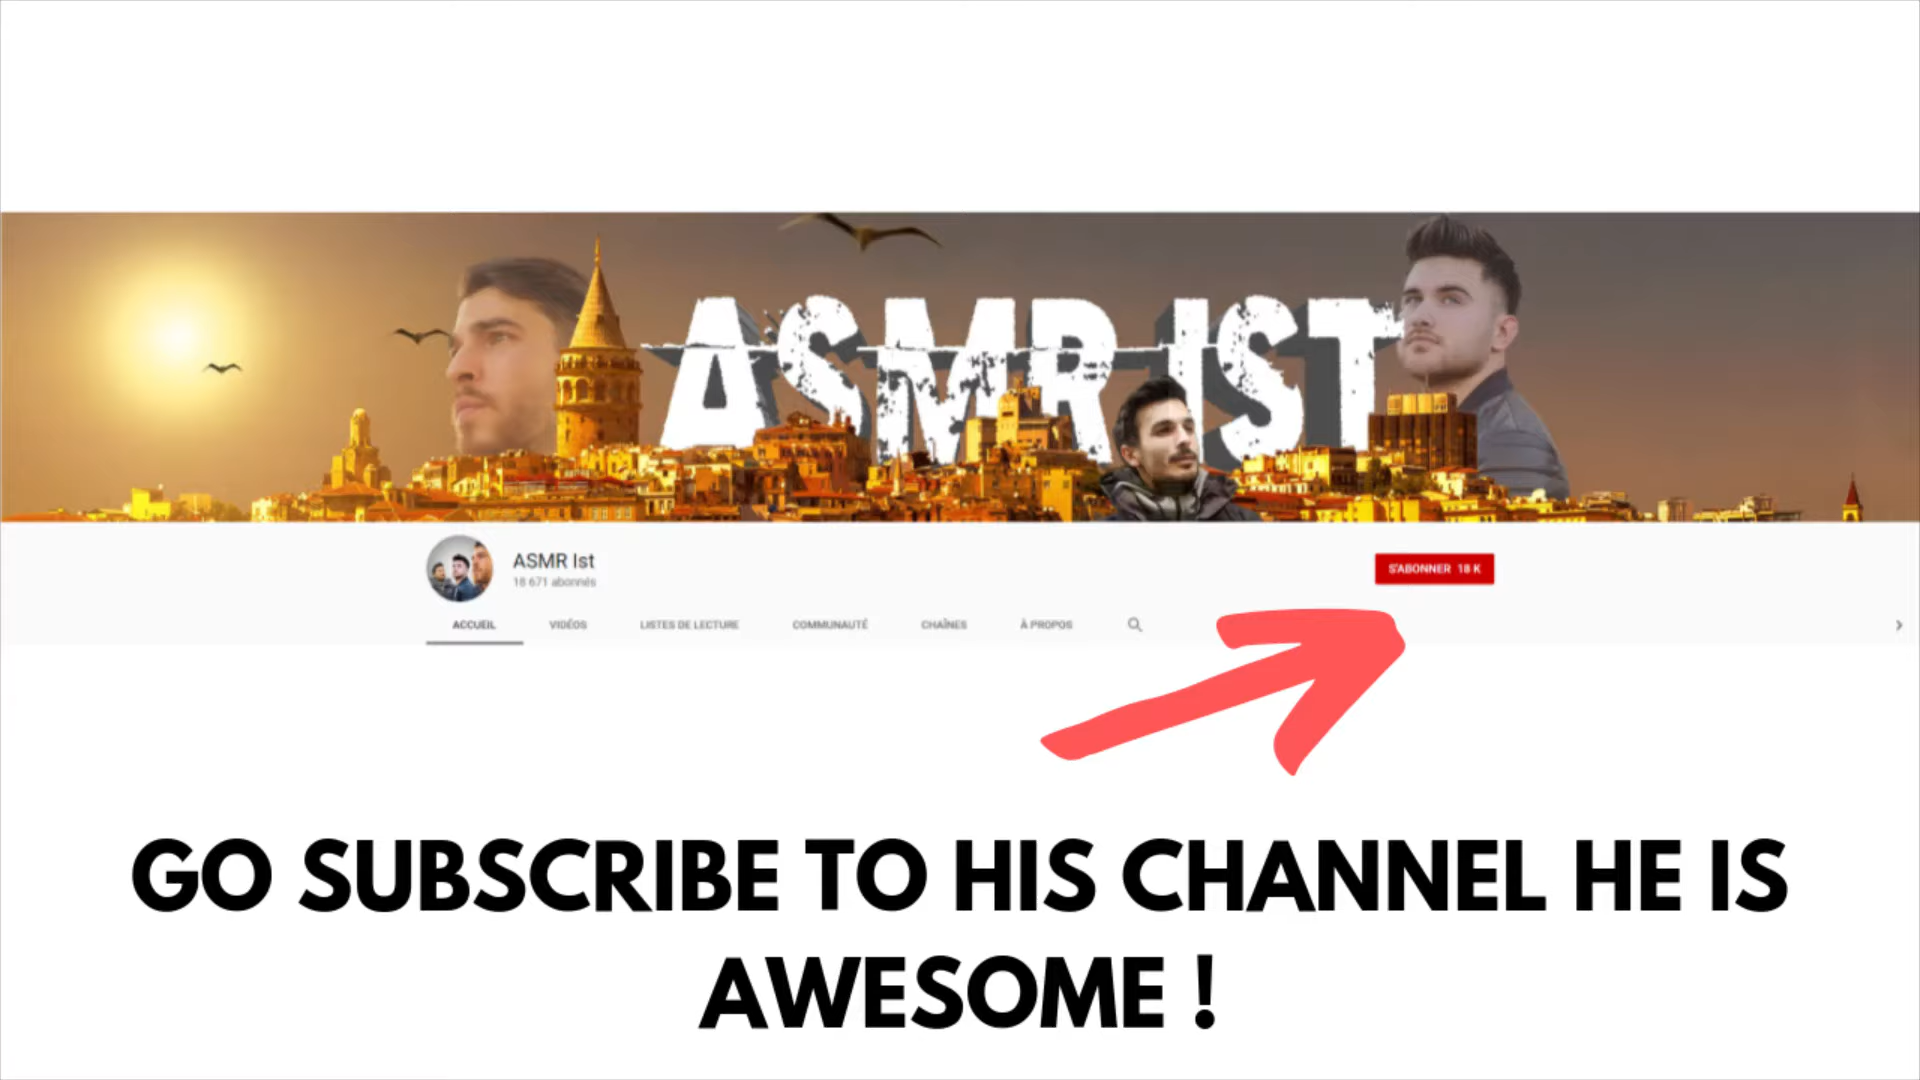 ASMR IST
ASMR Ist
18 671 abonnés
S'ABONNER 18 K
ACCUEIL VIDÉOS LISTES DE LECTURE COMMUNAUTÉ CHAÎNES À PROPOS
GO SUBSCRIBE TO HIS CHANNEL HE IS
AWESOME !